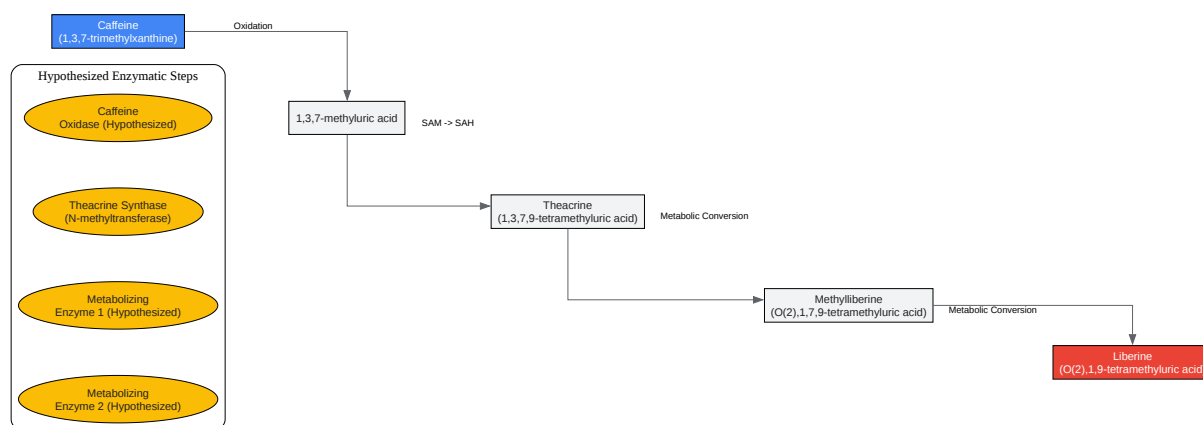 Caffeine
(1,3,7-trimethylxanthine)
Oxidation
Hypothesized Enzymatic Steps
Caffeine
Oxidase (Hypothesized)
1,3,7-methyluric acid
SAM -> SAH
Theacrine Synthase
(N-methyltransferase)
Theacrine
(1,3,7,9-tetramethyluric acid)
Metabolic Conversion
Metabolizing
Enzyme 1 (Hypothesized)
Methylliberine
(O(2),1,7,9-tetramethyluric acid)
Metabolic Conversion
Liberine
(O(2),1,9-tetramethyluric acid)
Metabolizing
Enzyme 2 (Hypothesized)